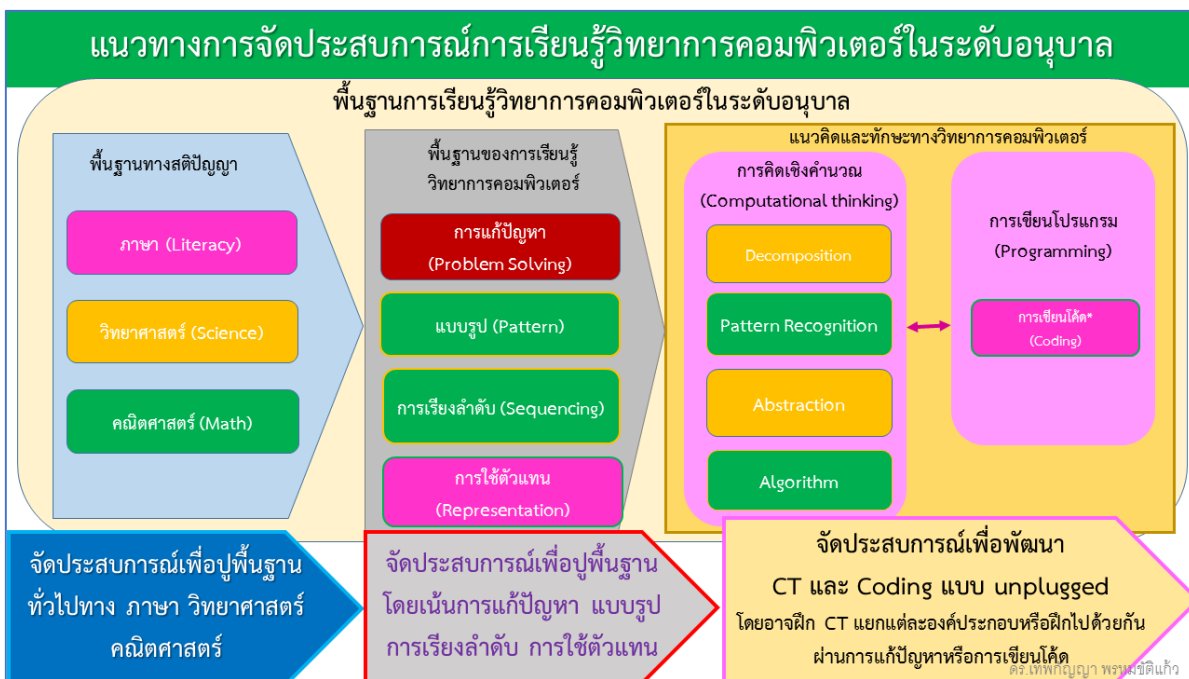 แนวทางการจัดประสบการณ์การเรียนรู้วิทยาการคอมพิวเตอร์ในระดับอนุบาล
พื้นฐานการเรียนรู้วิทยาการคอมพิวเตอร์ในระดับอนุบาล
พื้นฐานทางสติปัญญา
ภาษา (Literacy)
วิทยาศาสตร์ (Science)
คณิตศาสตร์ (Math)
พื้นฐานของการเรียนรู้
วิทยาการคอมพิวเตอร์
การแก้ปัญหา
(Problem Solving)
แบบรูป (Pattern)
การเรียงลำดับ (Sequencing)
การใช้ตัวแทน
(Representation)
แนวคิดและทักษะทางวิทยาการคอมพิวเตอร์
การคิดเชิงคำนวณ
(Computational thinking)
Decomposition
Pattern Recognition
Abstraction
Algorithm
การเขียนโปรแกรม
(Programming)
การเขียนโค้ด*
(Coding)
จัดประสบการณ์เพื่อปูพื้นฐาน
ทั่วไปทาง ภาษา วิทยาศาสตร์
คณิตศาสตร์
จัดประสบการณ์เพื่อปูพื้นฐาน
โดยเน้นการแก้ปัญหา แบบรูป
การเรียงลำดับ การใช้ตัวแทน
จัดประสบการณ์เพื่อพัฒนา
CT และ Coding แบบ unplugged
โดยอาจฝึก CT แยกแต่ละองค์ประกอบหรือฝึกไปด้วยกัน
ผ่านการแก้ปัญหาหรือการเขียนโค้ด
ดร.เทพกัญญา พรหมขัติแก้ว